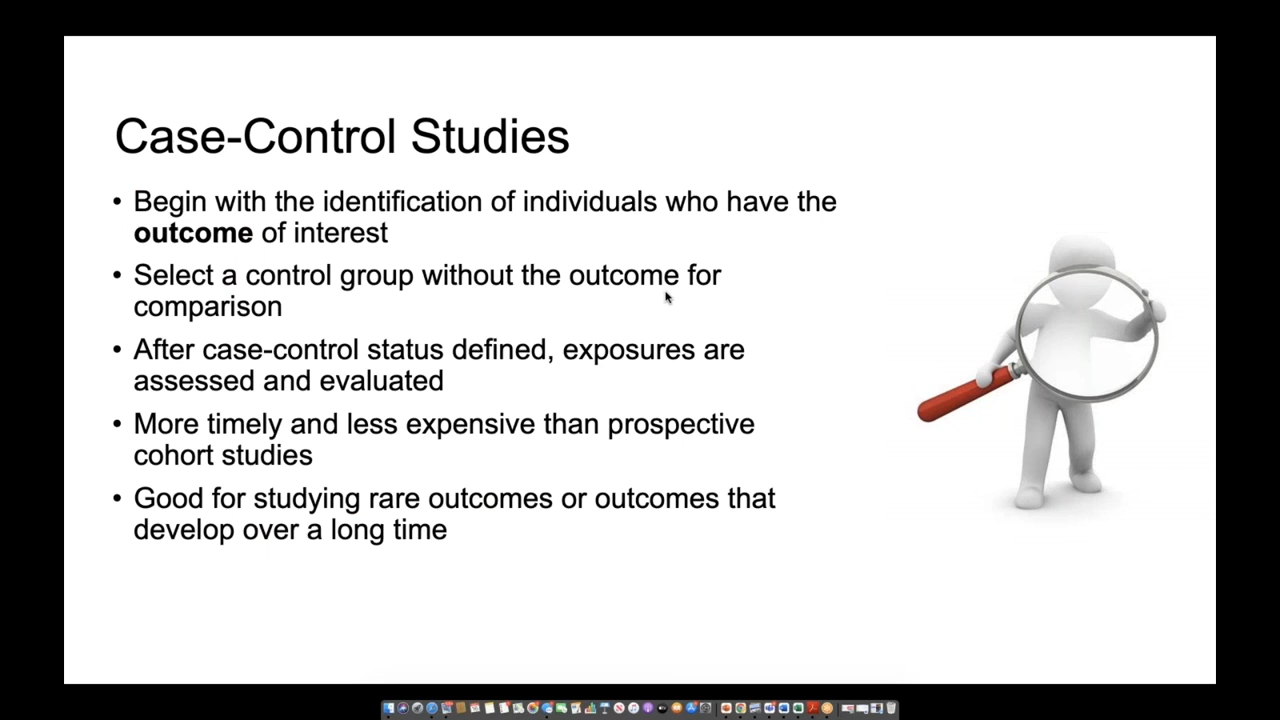 Case-Control Studies
• Begin with the identification of individuals who have the
outcome of interest
• Select a control group without the outcome for
comparison
• After case-control status defined, exposures are
assessed and evaluated
• More timely and less expensive than prospective
cohort studies
• Good for studying rare outcomes or outcomes that
develop over a long time